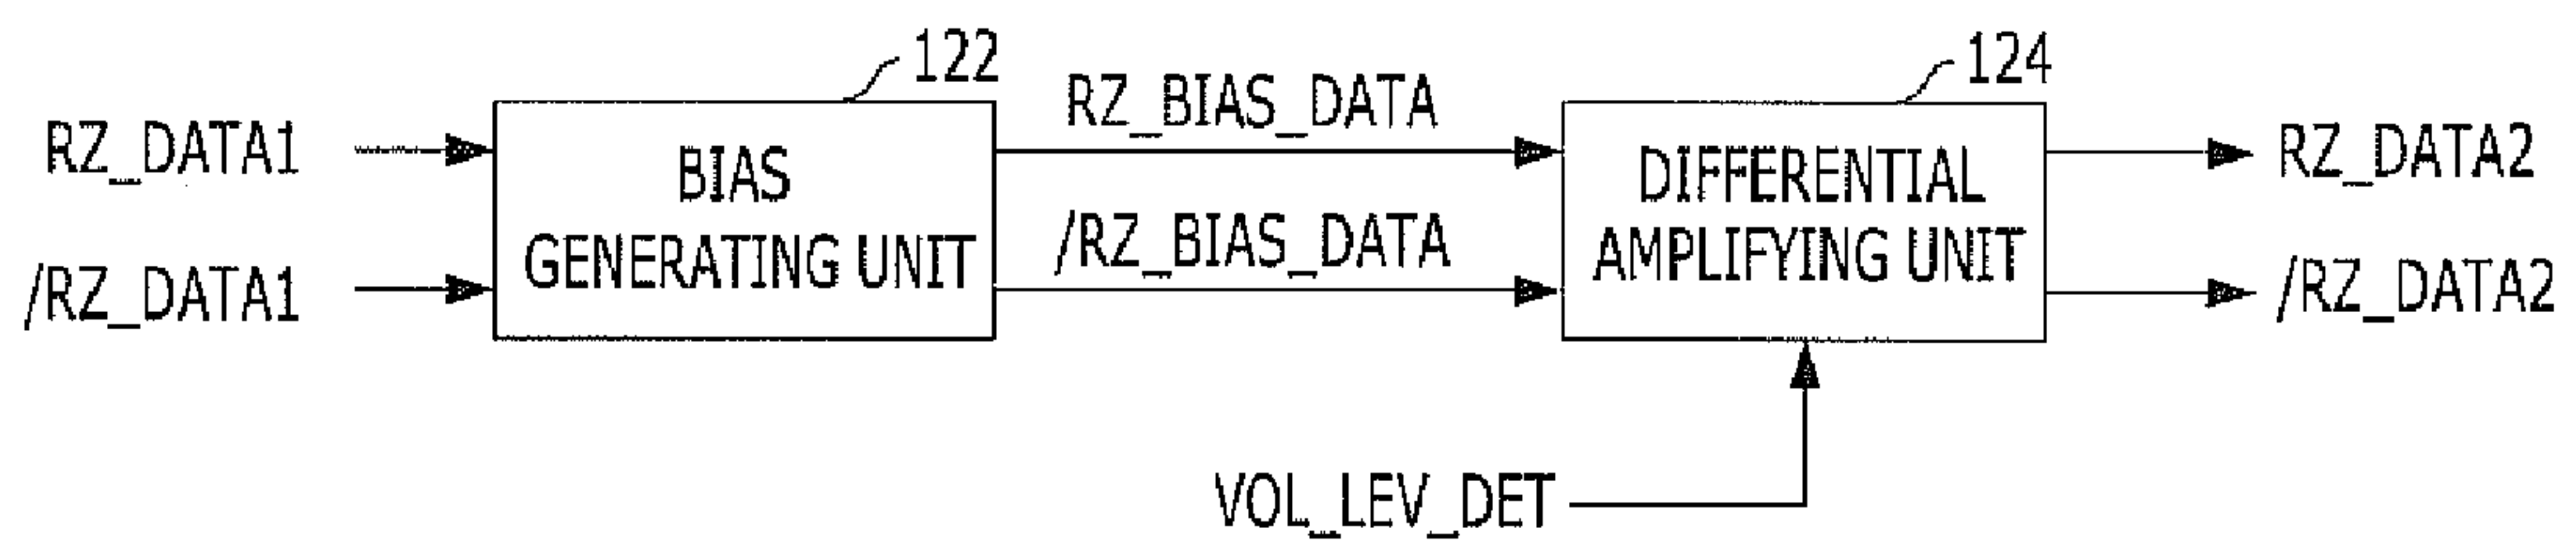 122
124
RZ_DATA1
/RZ_DATA1
BIAS
GENERATING UNIT
RZ_BIAS_DATA
/RZ_BIAS_DATA
DIFFERENTIAL
AMPLIFYING UNIT
RZ_DATA2
/RZ_DATA2
VOL_LEV_DET